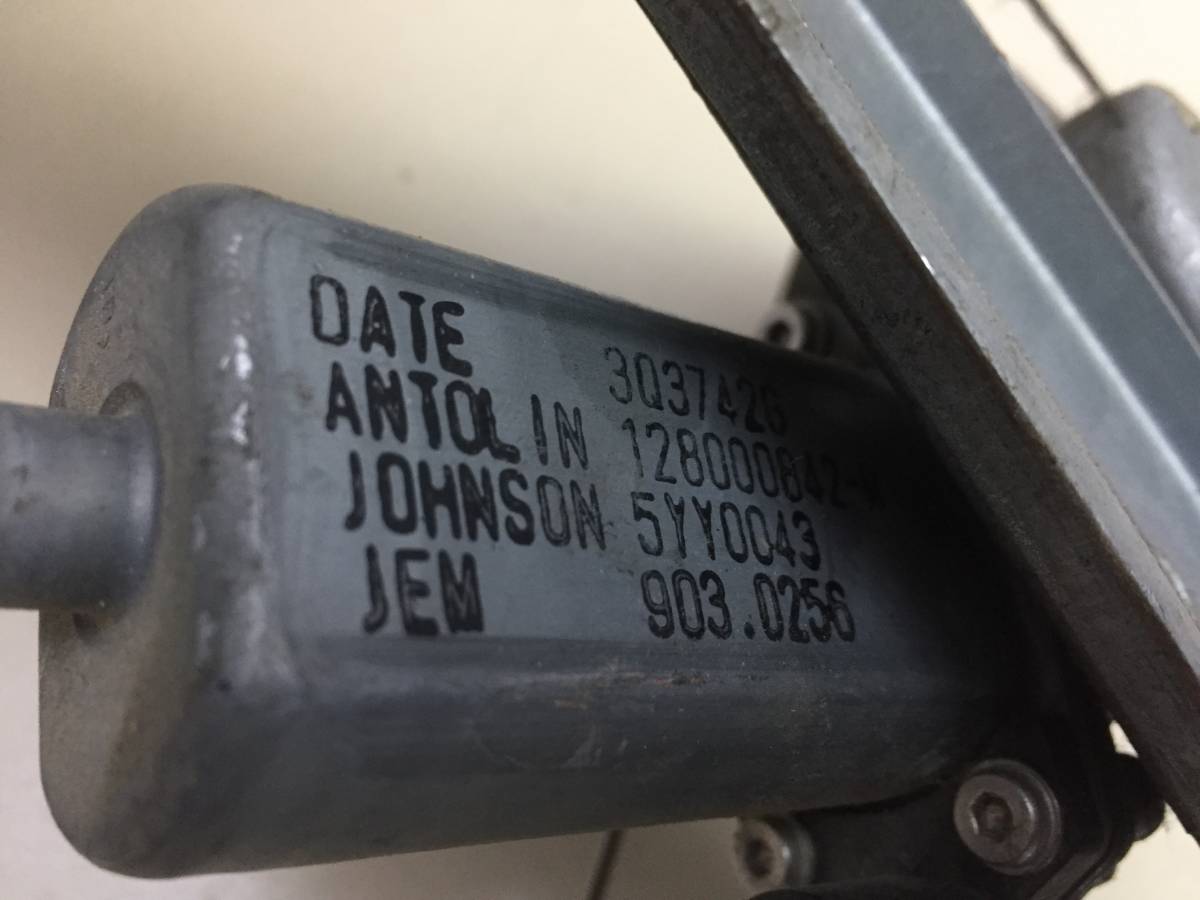 DATE 3Q37426
ANTOLIN 128000842-
JOHNSON 5YY0043
JEM 903.0256